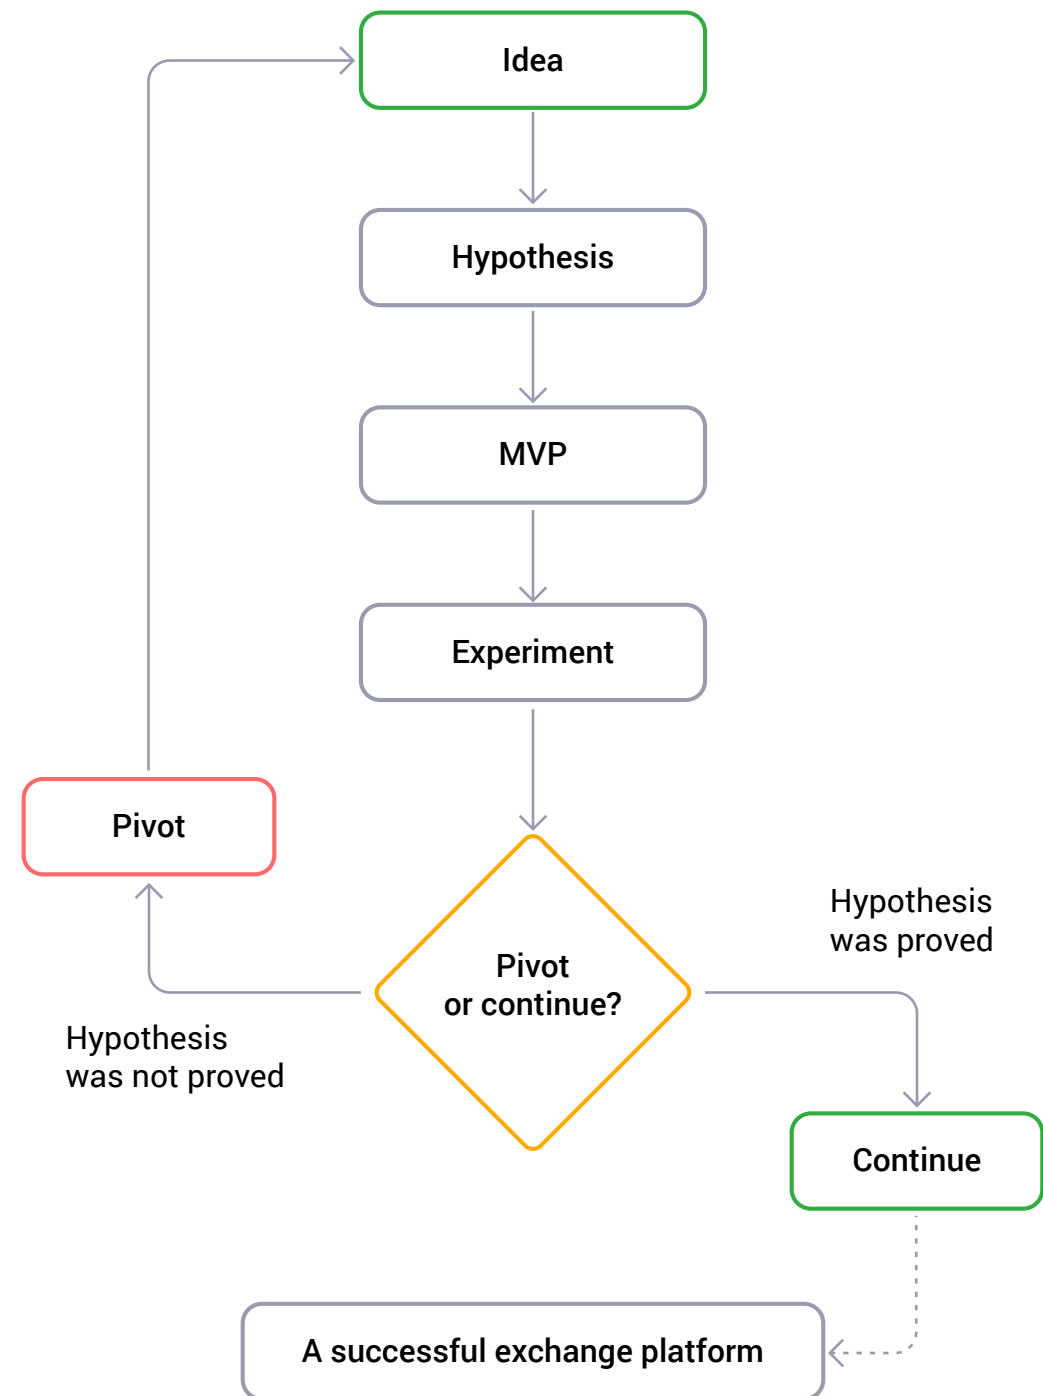 Idea
Hypothesis
MVP
Experiment
Pivot
Hypothesis
was proved
Pivot
or continue?
Hypothesis
was not proved
Continue
A successful exchange platform